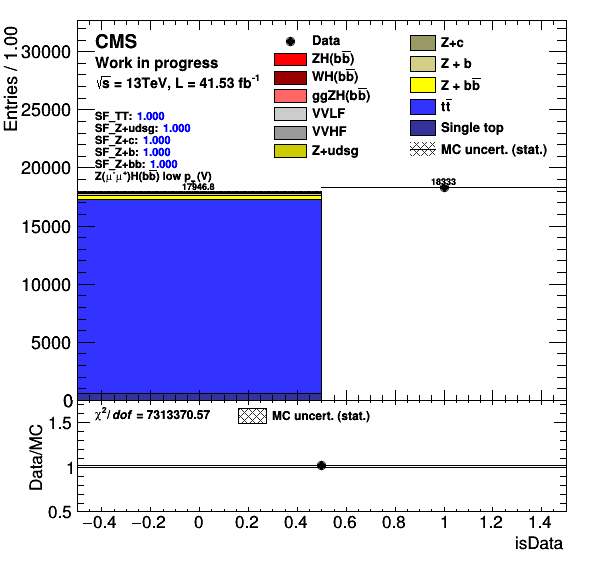 CMS
Work in progress
√s = 13TeV, L = 41.53 fb⁻¹
SF_TT: 1.000
SF_Z+udsg: 1.000
SF_Z+c: 1.000
SF_Z+b: 1.000
SF_Z+bb: 1.000
Z(μ⁻μ⁺)H(bb̅) low p_T(V)
17946.8
18333
Data
ZH(bb̅)
WH(bb̅)
ggZH(bb̅)
VVLF
VVHF
Z+udsg
Z+c
Z + b
Z + bb̅
tt̅
Single top
MC uncert. (stat.)
Entries / 1.00
30000
25000
20000
15000
10000
5000
0
χ²/dof = 7313370.57
MC uncert. (stat.)
Data/MC
1.5
1
0.5
−0.4 −0.2 0 0.2 0.4 0.6 0.8 1 1.2 1.4
isData